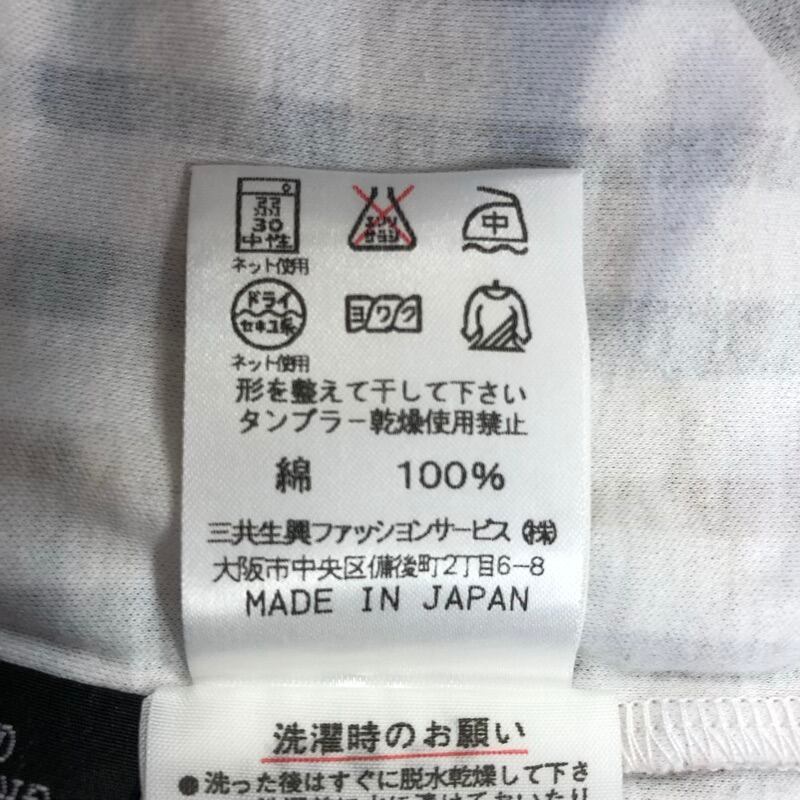 弱
30
中性
ネット使用
エンソ
サラシ
中
ドライ
セキユ系
ネット使用
ヨワク
形を整えて干して下さい
タンブラー乾燥使用禁止
綿 100%
三共生興ファッションサービス(株)
大阪市中央区備後町2丁目6-8
MADE IN JAPAN
洗濯時のお願い
●洗った後はすぐに脱水乾燥して下さ